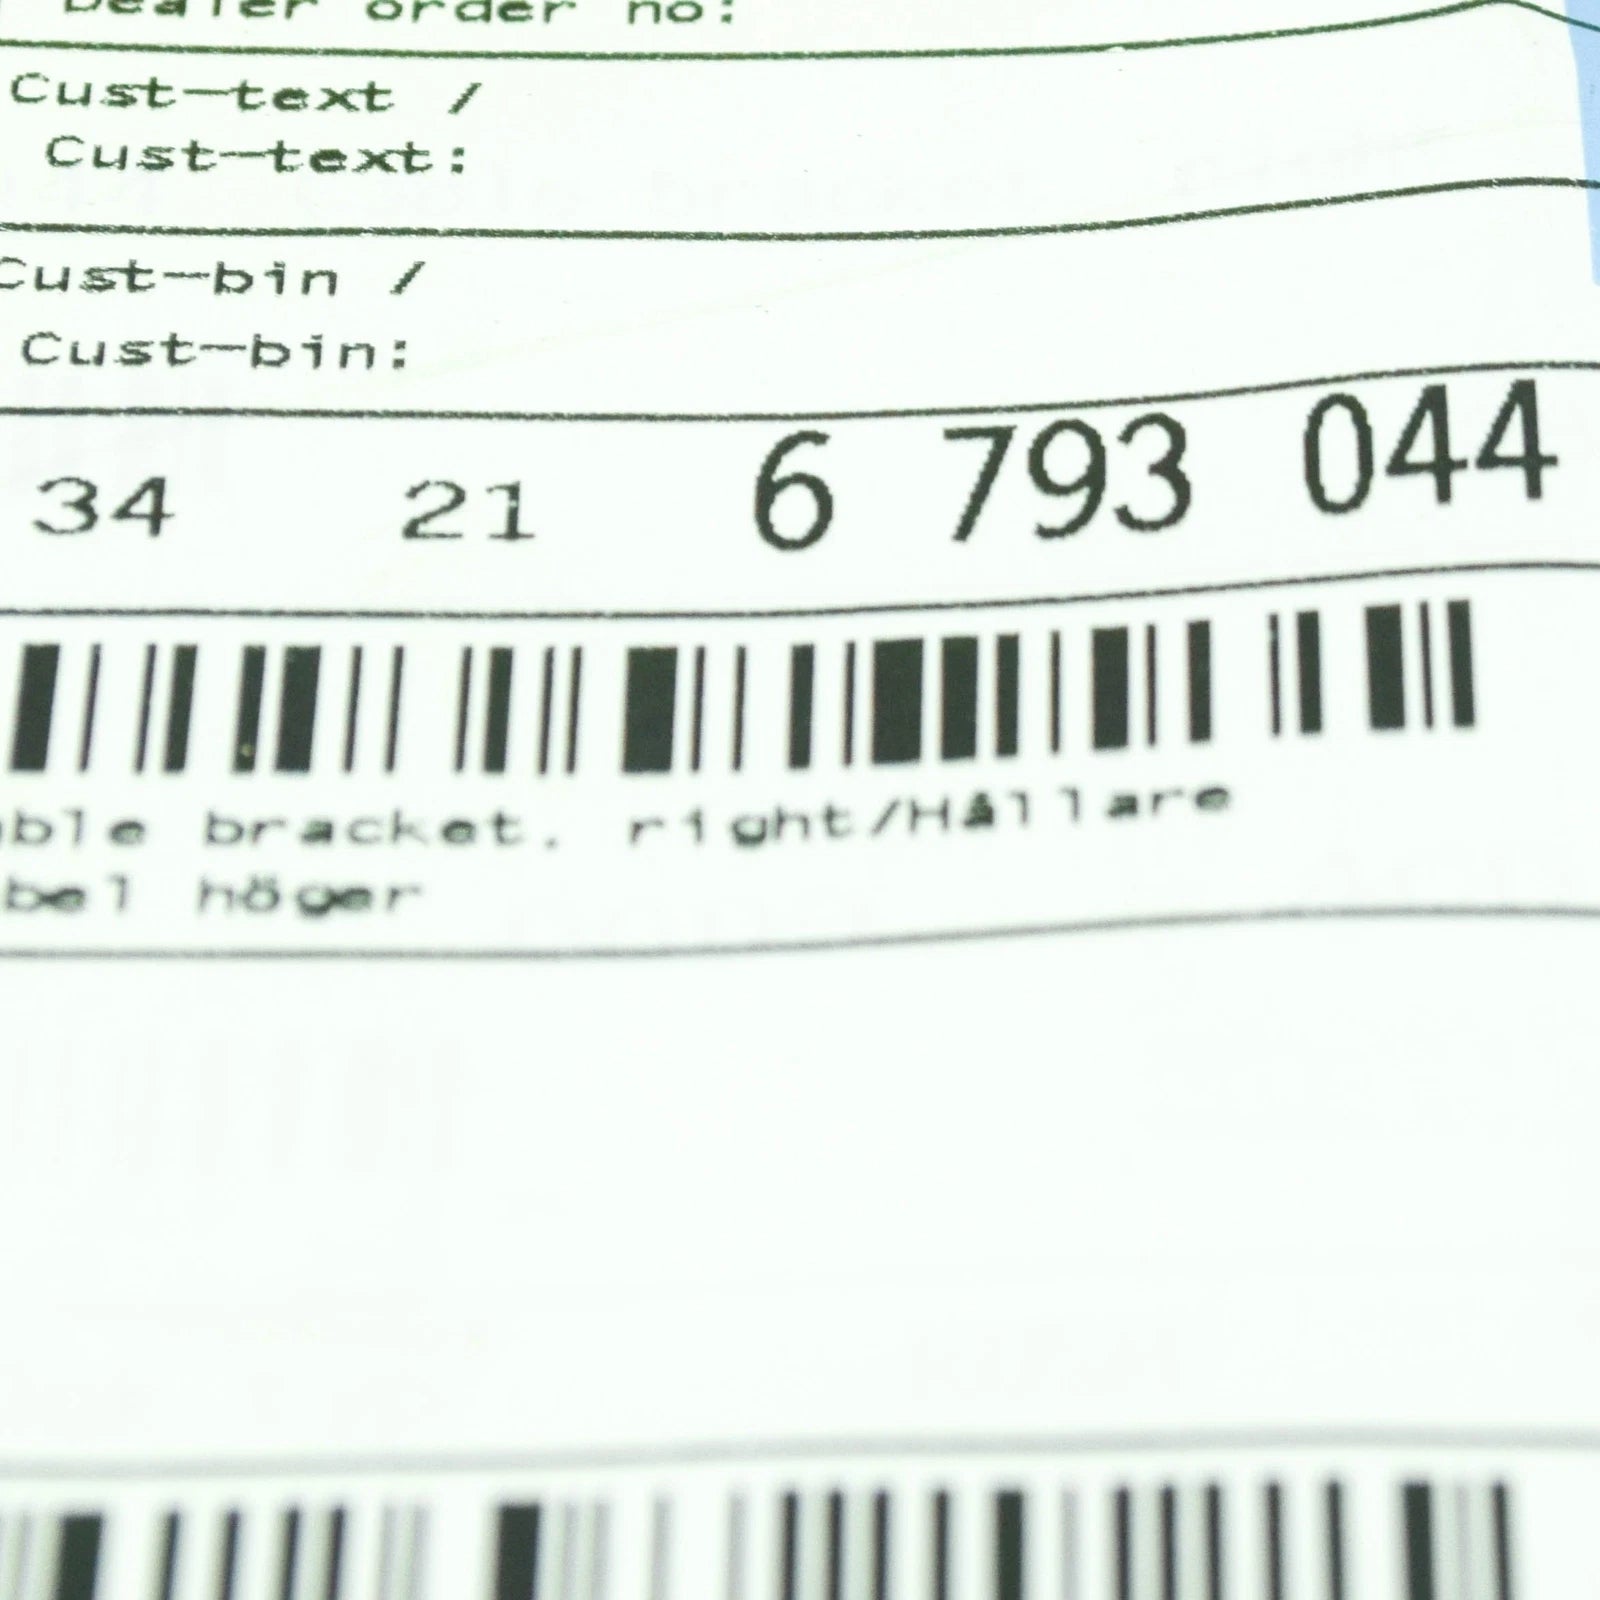 Dealer order no:
Cust-text /
Cust-text:
Cust-bin /
Cust-bin:
34 21 6 793 044
able bracket, right/Hållare
bel höger